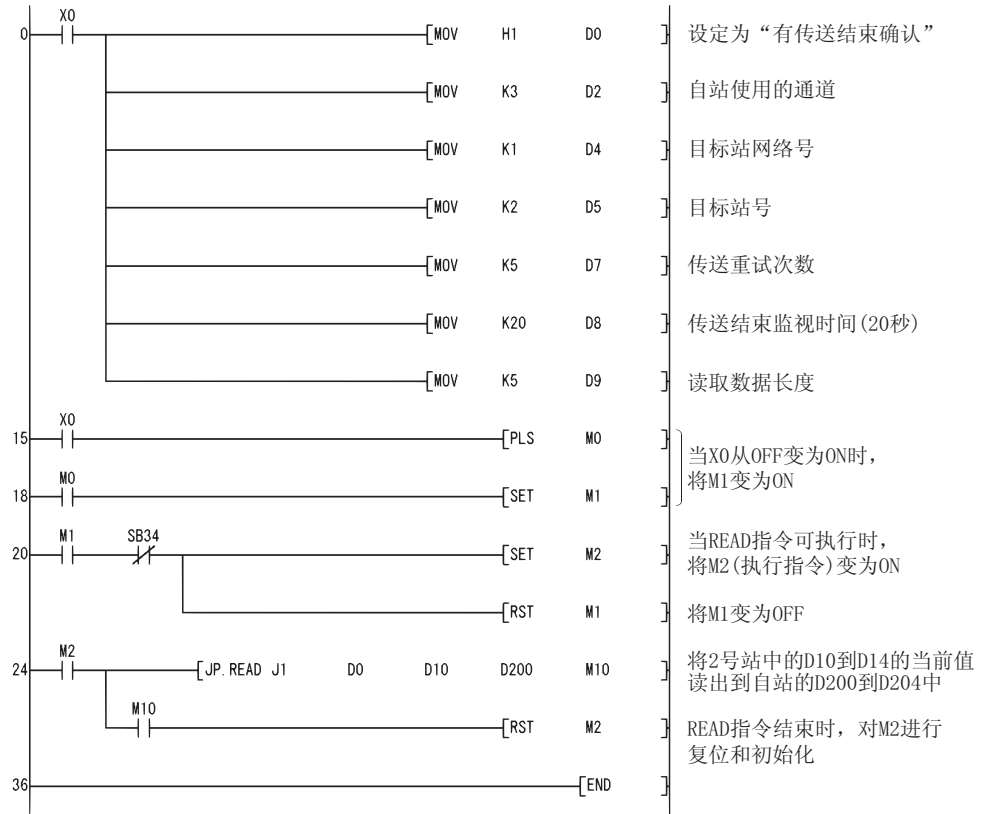 X0
0 [MOV H1 D0 ] 设定为“有传送结束确认”
[MOV K3 D2 ] 自站使用的通道
[MOV K1 D4 ] 目标站网络号
[MOV K2 D5 ] 目标站号
[MOV K5 D7 ] 传送重试次数
[MOV K20 D8 ] 传送结束监视时间(20秒)
[MOV K5 D9 ] 读取数据长度
X0
15 [PLS M0 ]
当X0从OFF变为ON时，
将M1变为ON
M0
18 [SET M1 ]
M1 SB34
20 [SET M2 ]
当READ指令可执行时，
将M2(执行指令)变为ON
[RST M1 ] 将M1变为OFF
M2
24 [JP.READ J1 D0 D10 D200 M10 ]
将2号站中的D10到D14的当前值
读出到自站的D200到D204中
M10
[RST M2 ]
READ指令结束时，对M2进行
复位和初始化
36 [END ]